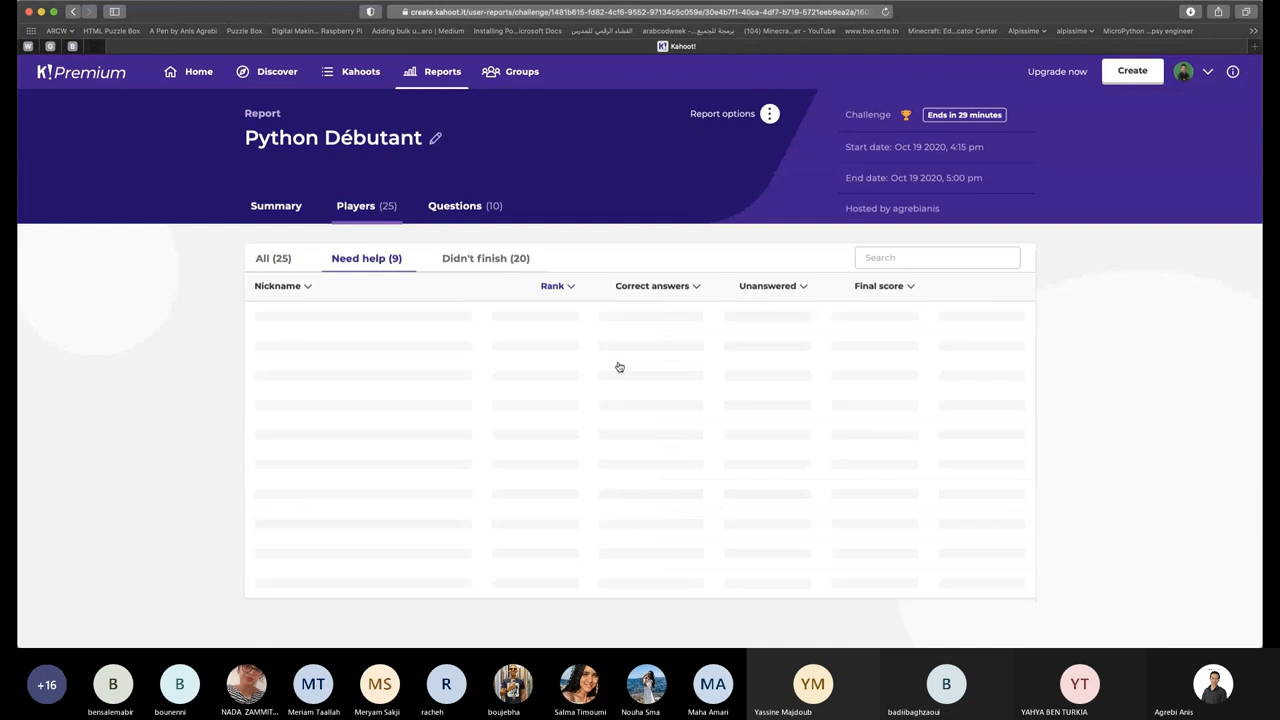 create.kahoot.it/user-reports/challenge/1481b615-fd82-4cf6-9552-97134c5c059e/30e4b7f1-40ca-4df7-b719-5721eeb9ea2a/160
ARCW
HTML Puzzle Box
A Pen by Anis Agrebi
Puzzle Box
Digital Makin... Raspberry PI
Adding bulk u...ero | Medium
Installing Po...icrosoft Docs
الفضاء الرقمي للمدرس
arabcodweek - Google
برمجة للجميع
(104) Minecra...er - YouTube
www.bve.cnte.tn
Minecraft: Ed...cator Center
Alpissime
alpissime
MicroPython ...psy engineer
W
G
B
K! Kahoot!
K!Premium
Home
Discover
Kahoots
Reports
Groups
Upgrade now
Create
Report
Report options
Challenge
Ends in 29 minutes
Python Débutant
Start date: Oct 19 2020, 4:15 pm
End date: Oct 19 2020, 5:00 pm
Hosted by agrebianis
Summary
Players (25)
Questions (10)
All (25)
Need help (9)
Didn't finish (20)
Search
Nickname
Rank
Correct answers
Unanswered
Final score
+16
B
B
MT
MS
R
MA
YM
B
YT
bensalemabir
bounenni
NADA ZAMMIT...
Meriam Taallah
Meryam Sakji
racheh
boujebha
Salma Timoumi
Nouha Sma
Maha Amari
Yassine Majdoub
badiibaghzaoui
YAHYA BEN TURKIA
Agrebi Anis